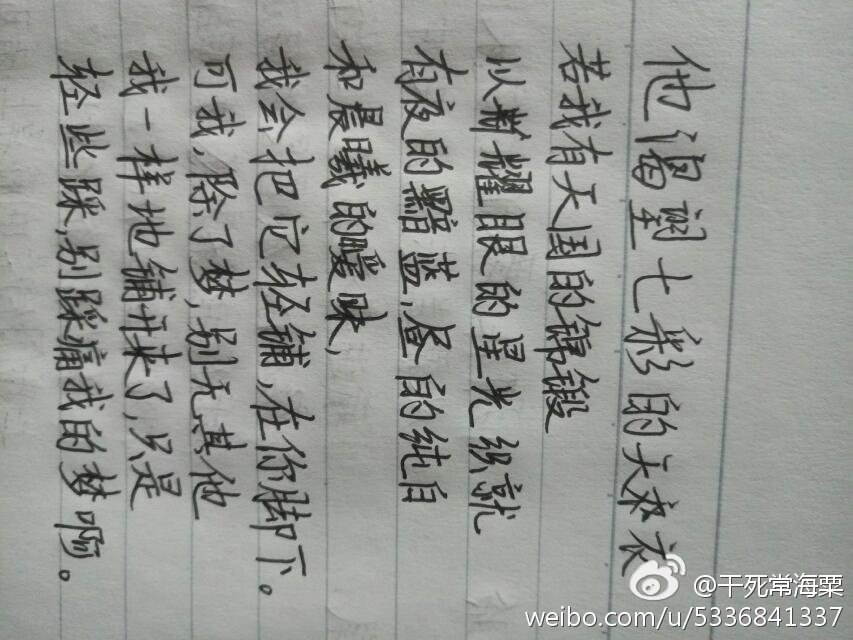 他渴望七彩的天衣
若我有天国的锦缎
以耀眼的星光织就
有夜的黯蓝,昼的纯白
和晨曦的暧昧,
我会把它轻铺,在你脚下。
可我,除了梦,别无其他
我一样地铺开来了,只是
轻些踩,别踩痛我的梦啊。
@干死常海粟
weibo.com/u/5336841337